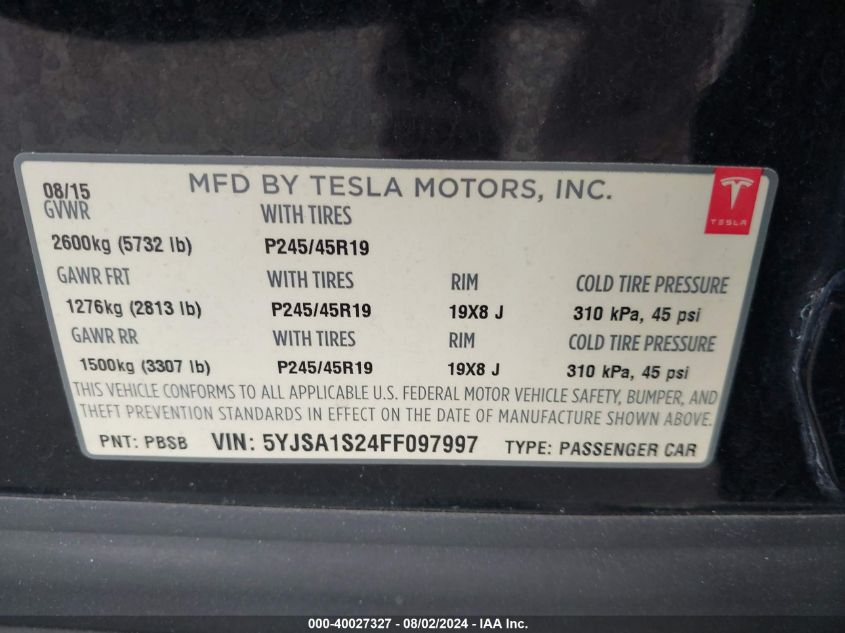 08/15 MFD BY TESLA MOTORS, INC.
TESLA
GVWR WITH TIRES
2600kg (5732 lb) P245/45R19
GAWR FRT WITH TIRES RIM COLD TIRE PRESSURE
1276kg (2813 lb) P245/45R19 19X8 J 310 kPa, 45 psi
GAWR RR WITH TIRES RIM COLD TIRE PRESSURE
1500kg (3307 lb) P245/45R19 19X8 J 310 kPa, 45 psi
THIS VEHICLE CONFORMS TO ALL APPLICABLE U.S. FEDERAL MOTOR VEHICLE SAFETY, BUMPER, AND
THEFT PREVENTION STANDARDS IN EFFECT ON THE DATE OF MANUFACTURE SHOWN ABOVE.
PNT: PBSB VIN: 5YJSA1S24FF097997 TYPE: PASSENGER CAR
000-40027327 - 08/02/2024 - IAA Inc.